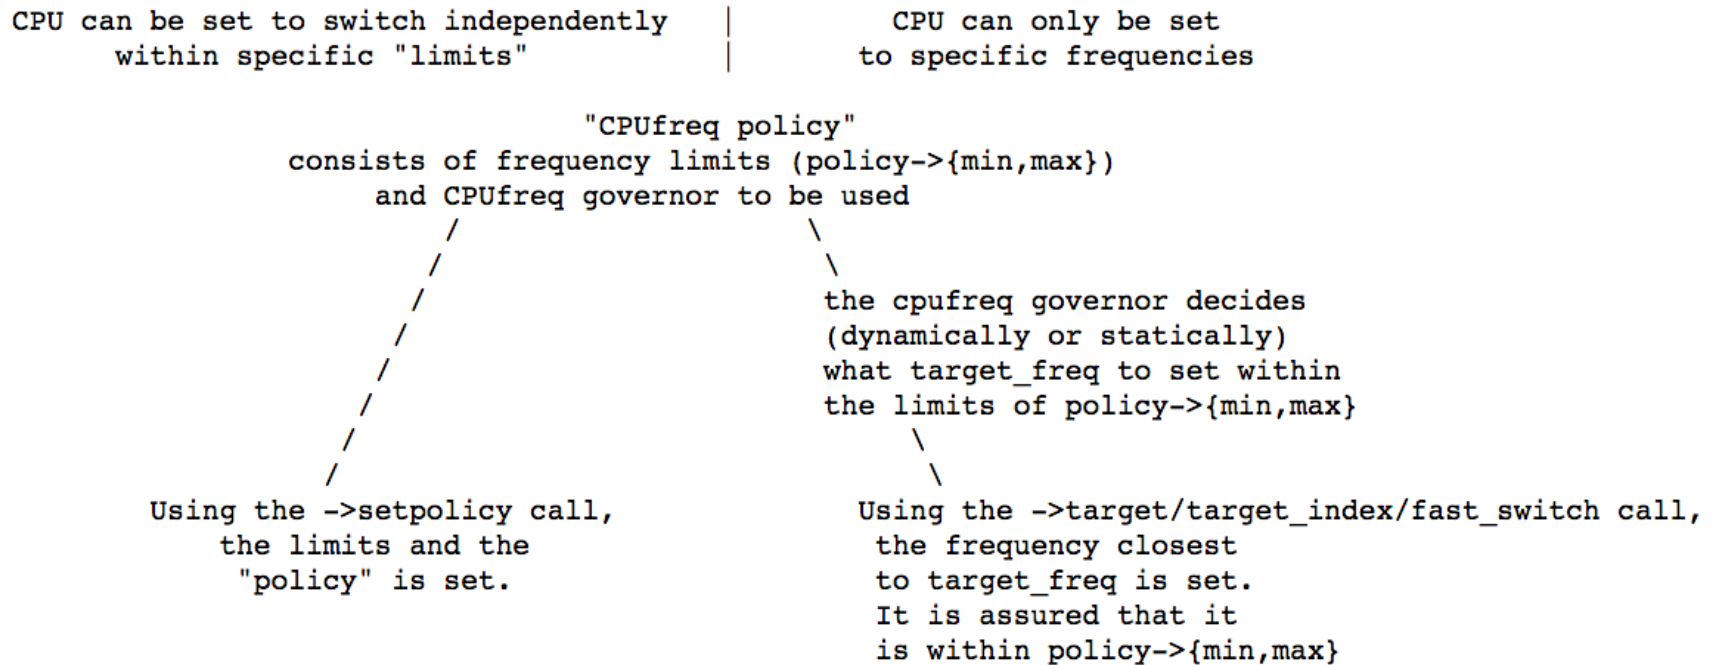 CPU can be set to switch independently   |         CPU can only be set
      within specific "limits"           |       to specific frequencies
"CPUfreq policy"
consists of frequency limits (policy->{min,max})
and CPUfreq governor to be used
/                    \
/                      \
/                       the cpufreq governor decides
/                        (dynamically or statically)
/                         what target_freq to set within
/                          the limits of policy->{min,max}
/                                \
/                                  \
Using the ->setpolicy call,              Using the ->target/target_index/fast_switch call,
the limits and the                       the frequency closest
"policy" is set.                        to target_freq is set.
It is assured that it
is within policy->{min,max}